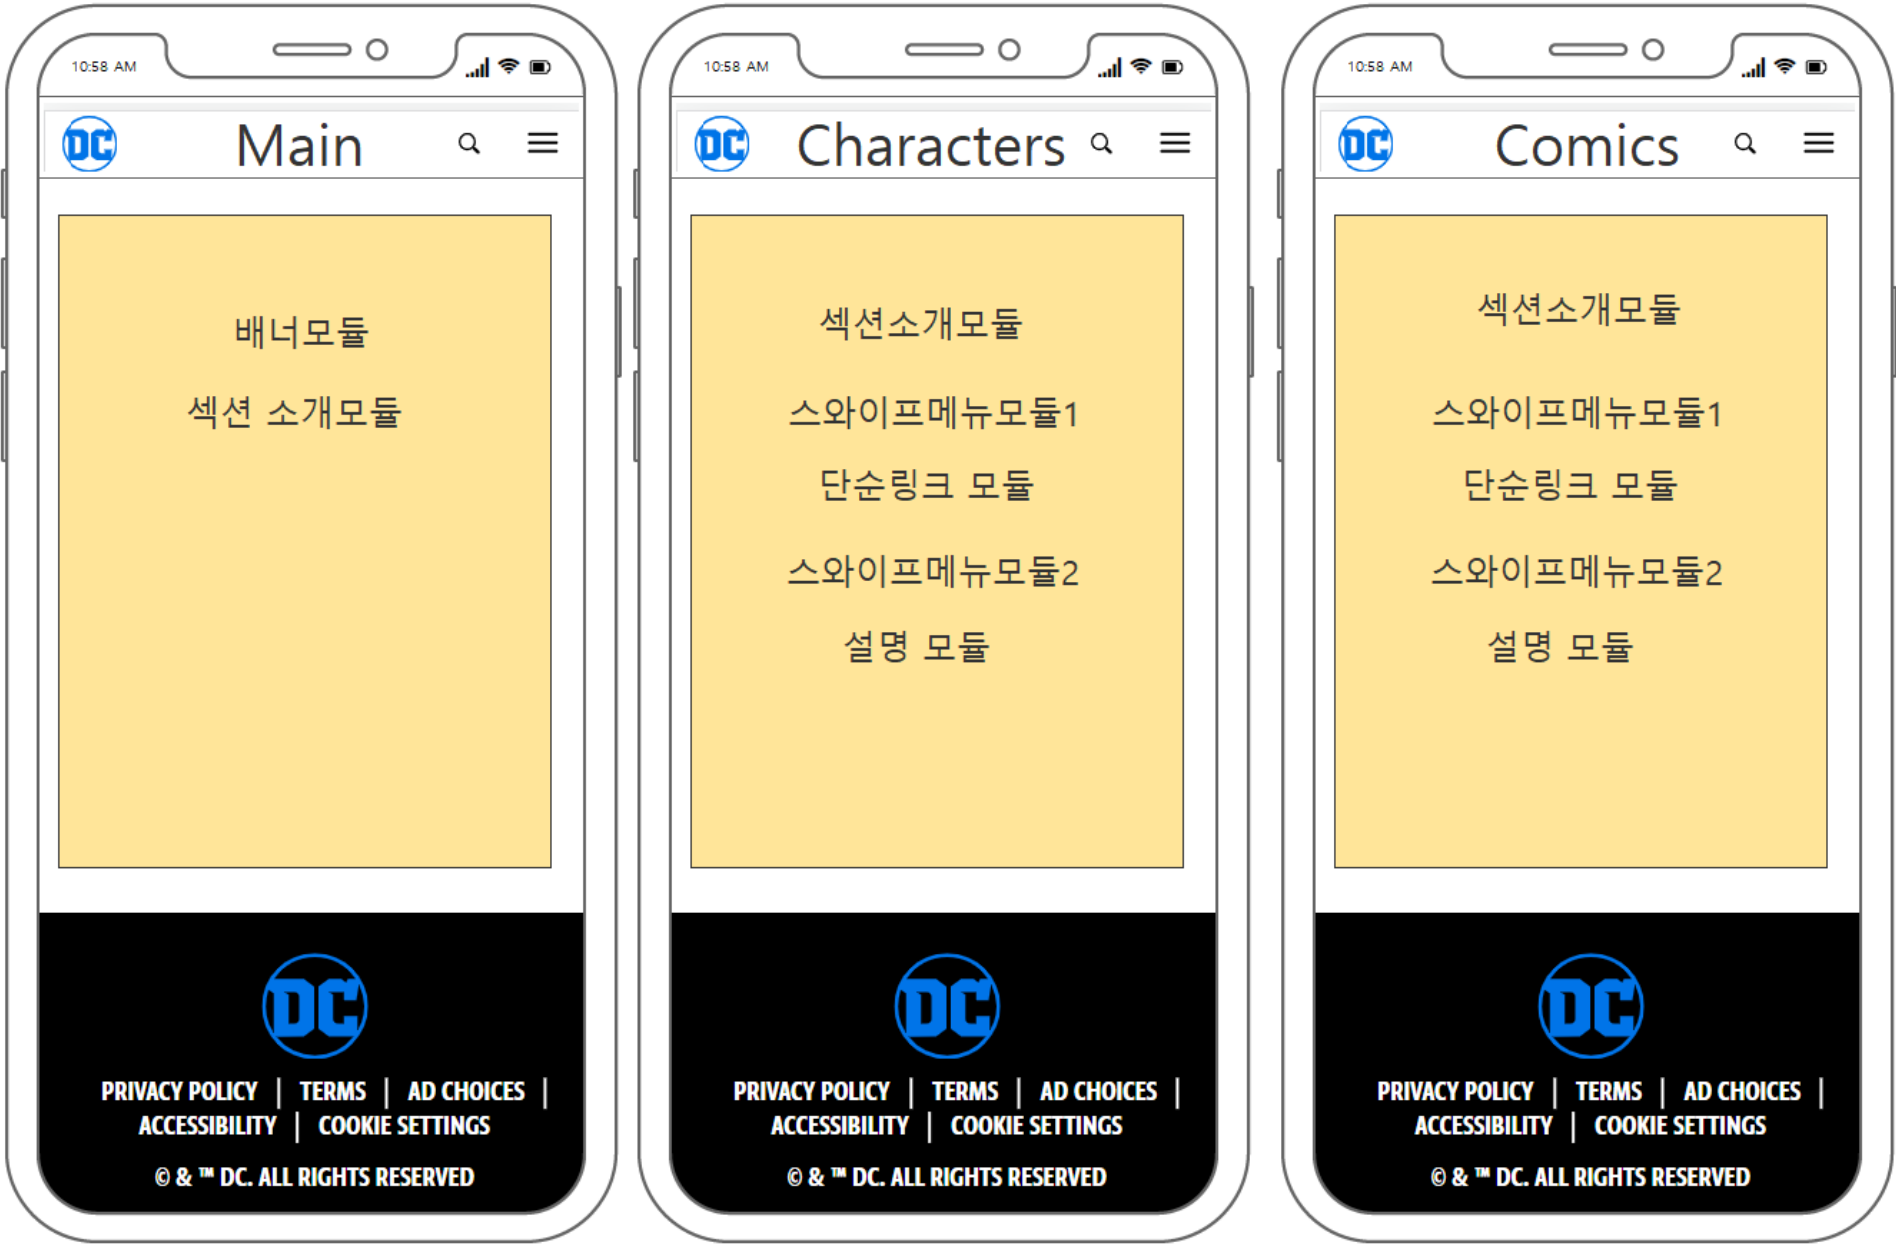 10:58 AM
DC Main
배너모듈
섹션 소개모듈
DC
PRIVACY POLICY | TERMS | AD CHOICES |
ACCESSIBILITY | COOKIE SETTINGS
© & ™ DC. ALL RIGHTS RESERVED
10:58 AM
DC Characters
섹션소개모듈
스와이프메뉴모듈1
단순링크 모듈
스와이프메뉴모듈2
설명 모듈
DC
PRIVACY POLICY | TERMS | AD CHOICES |
ACCESSIBILITY | COOKIE SETTINGS
© & ™ DC. ALL RIGHTS RESERVED
10:58 AM
DC Comics
섹션소개모듈
스와이프메뉴모듈1
단순링크 모듈
스와이프메뉴모듈2
설명 모듈
DC
PRIVACY POLICY | TERMS | AD CHOICES |
ACCESSIBILITY | COOKIE SETTINGS
© & ™ DC. ALL RIGHTS RESERVED